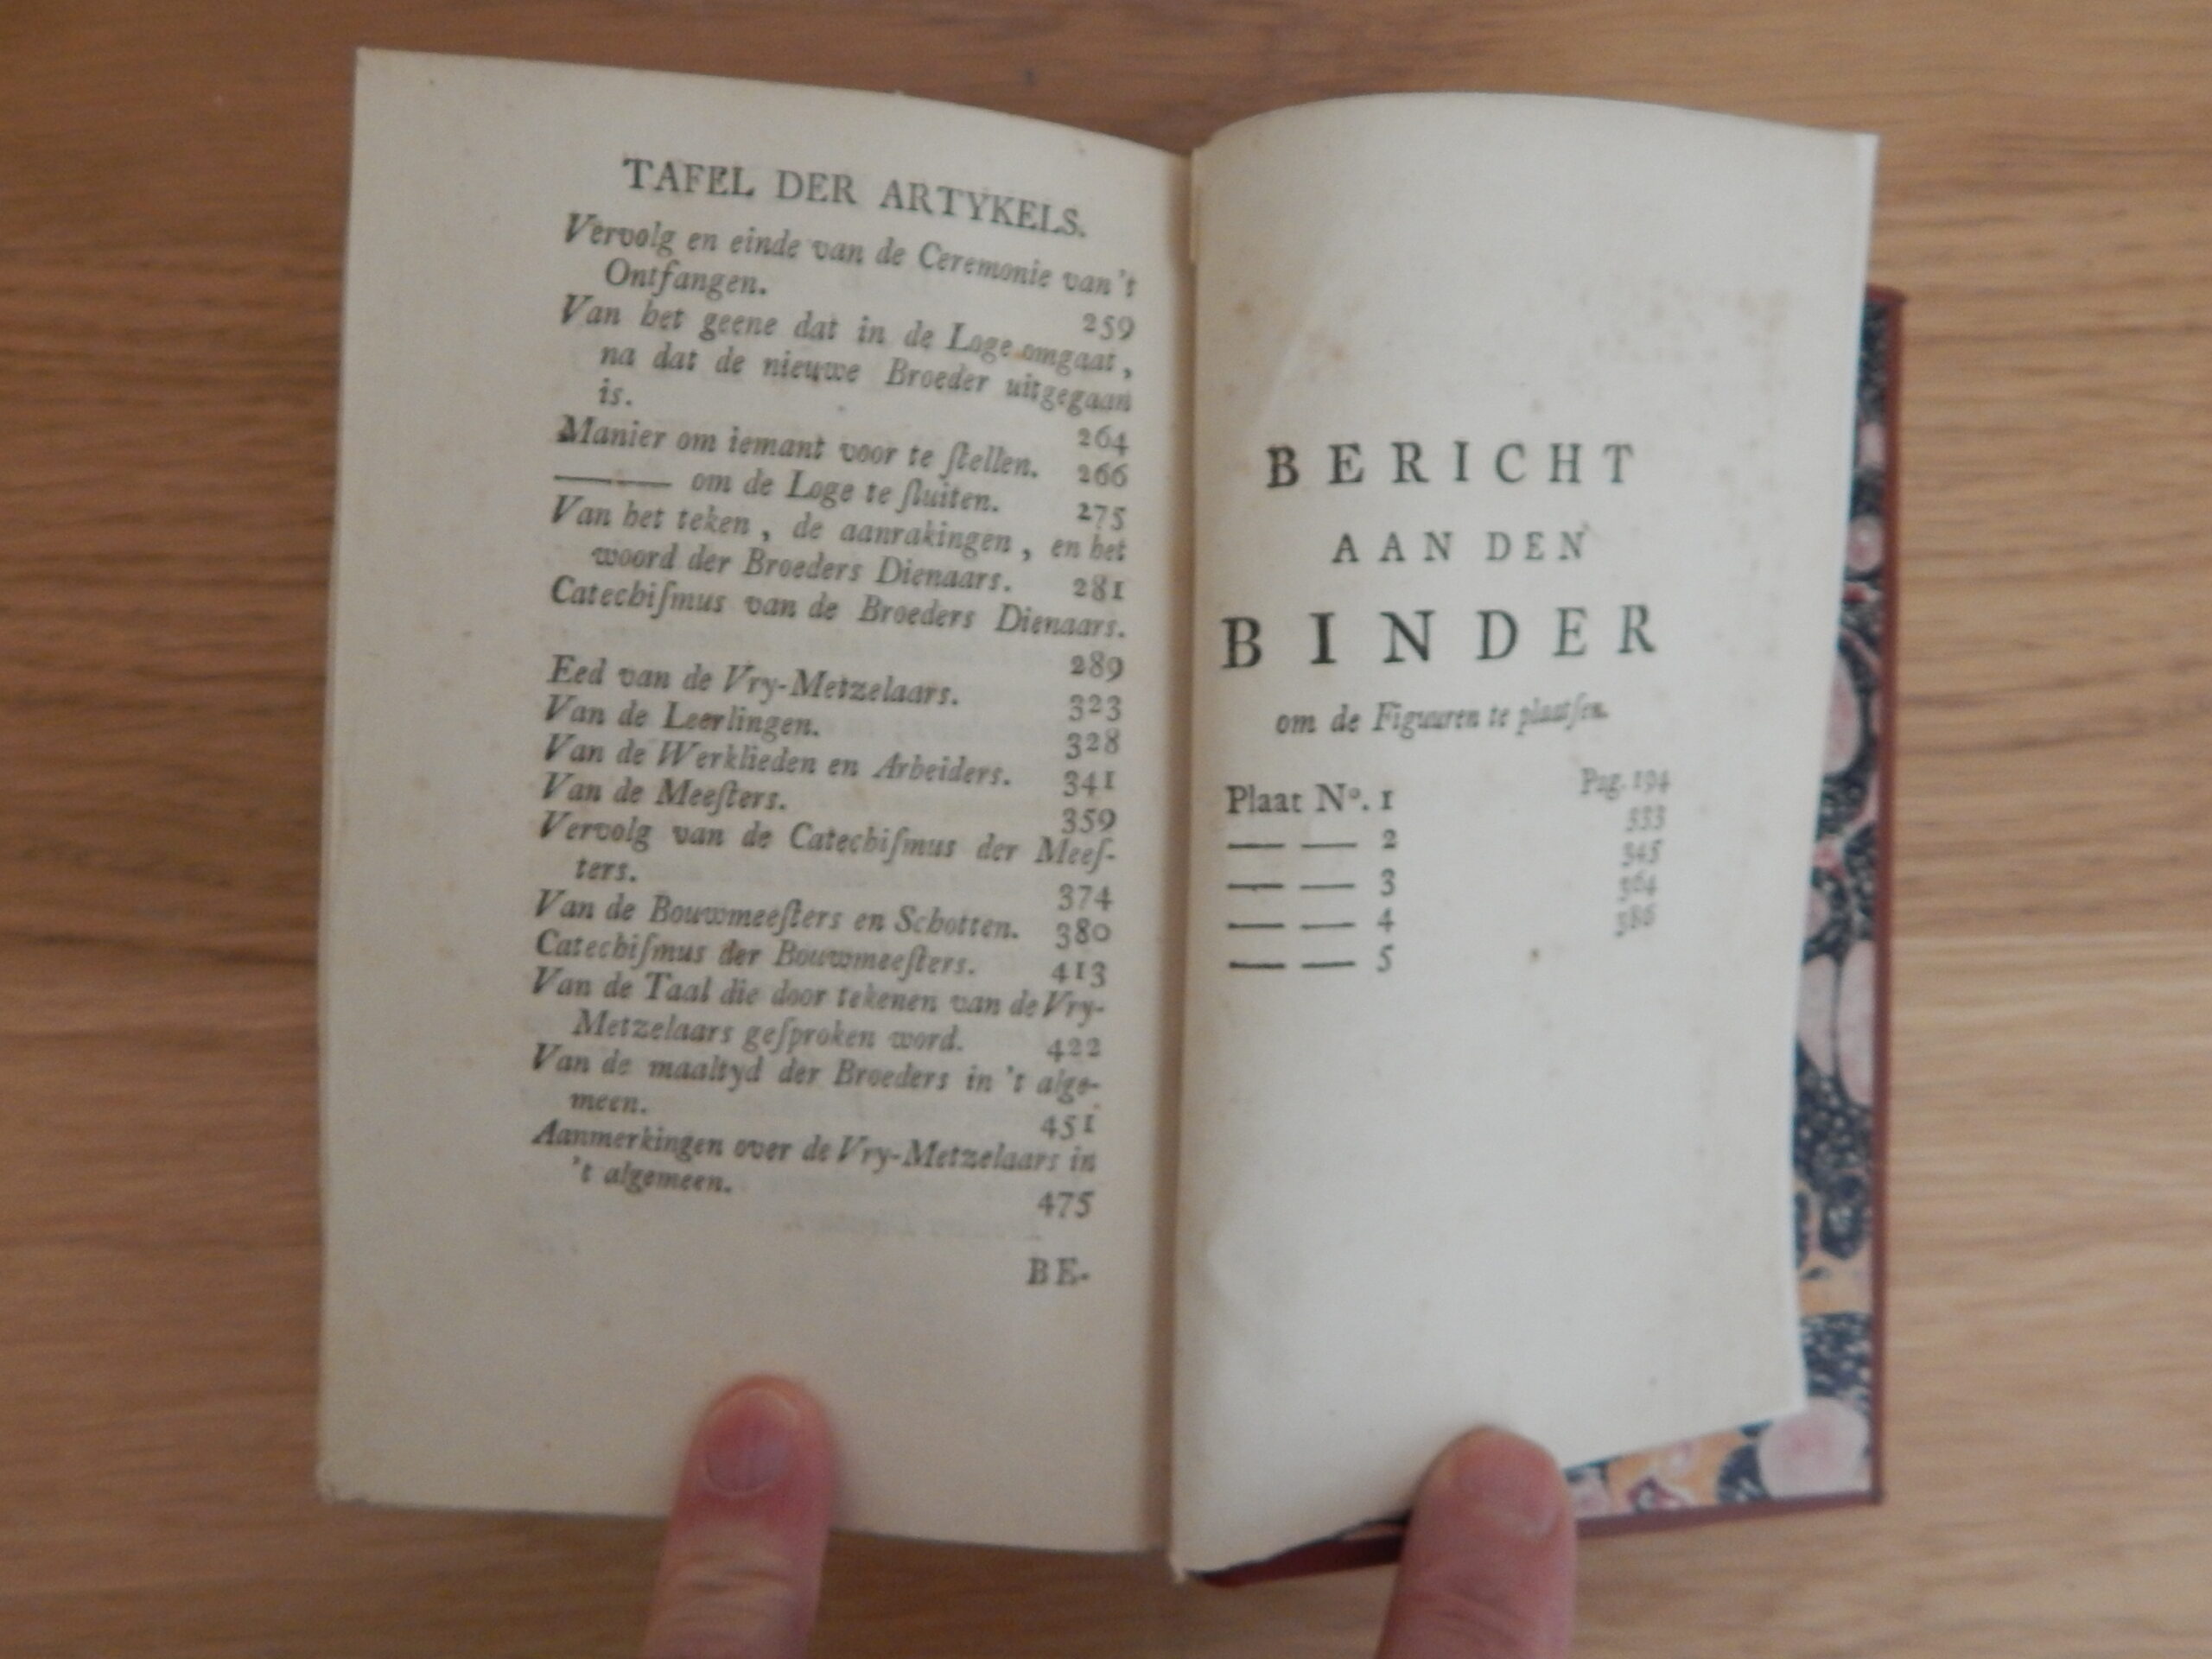 TAFEL DER ARTYKELS.
Vervolg en einde van de Ceremonie van't
Ontfangen. 259
Van het geene dat in de Loge omgaat,
na dat de nieuwe Broeder uitgegaan
is. 264
Manier om iemant voor te ſtellen. 266
——— om de Loge te ſluiten. 275
Van het teken, de aanrakingen, en het
woord der Broeders Dienaars. 281
Catechiſmus van de Broeders Dienaars.
289
Eed van de Vry-Metzelaars. 323
Van de Leerlingen. 328
Van de Werklieden en Arbeiders. 341
Van de Meeſters. 359
Vervolg van de Catechiſmus der Meeſ-
ters. 374
Van de Bouwmeeſters en Schotten. 380
Catechiſmus der Bouwmeeſters. 413
Van de Taal die door tekenen van de Vry-
Metzelaars geſproken word. 422
Van de maaltyd der Broeders in 't alge-
meen. 451
Aanmerkingen over de Vry-Metzelaars in
't algemeen. 475
BE-
BERICHT
AAN DEN
BINDER
om de Figuuren te plaatſen.
Plaat Nº. 1 Pag. 194
— — 2 333
— — 3 345
— — 4 364
— — 5 386